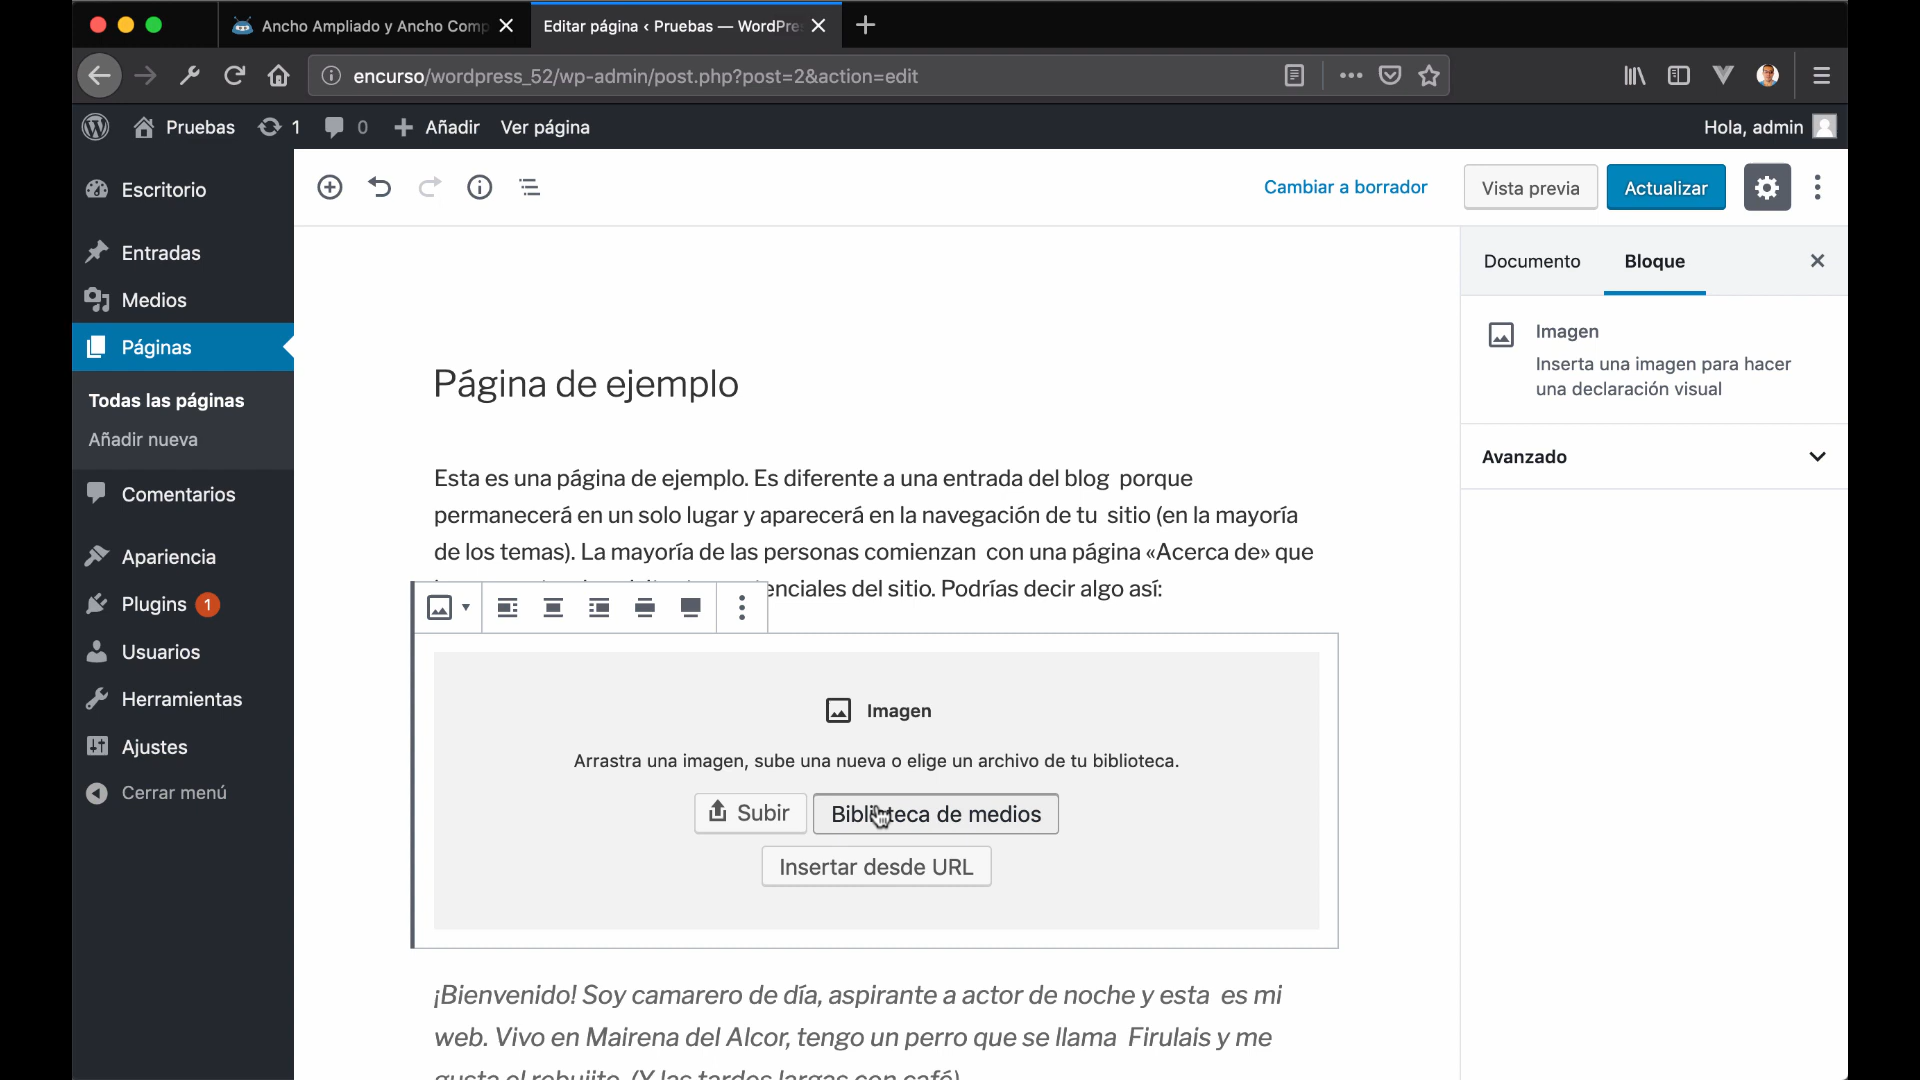 Ancho Ampliado y Ancho Comp
Editar página ‹ Pruebas — WordPre
encurso/wordpress_52/wp-admin/post.php?post=2&action=edit
Pruebas 1 0 Añadir Ver página
Hola, admin
Escritorio
Entradas
Medios
Páginas
Todas las páginas
Añadir nueva
Comentarios
Apariencia
Plugins 1
Usuarios
Herramientas
Ajustes
Cerrar menú
Cambiar a borrador
Vista previa
Actualizar
Página de ejemplo
Esta es una página de ejemplo. Es diferente a una entrada del blog porque
permanecerá en un solo lugar y aparecerá en la navegación de tu sitio (en la mayoría
de los temas). La mayoría de las personas comienzan con una página «Acerca de» que
enciales del sitio. Podrías decir algo así:
Imagen
Arrastra una imagen, sube una nueva o elige un archivo de tu biblioteca.
Subir
Biblioteca de medios
Insertar desde URL
¡Bienvenido! Soy camarero de día, aspirante a actor de noche y esta es mi
web. Vivo en Mairena del Alcor, tengo un perro que se llama Firulais y me
gusta el rebujito. (Y las tardes largas con café).
Documento
Bloque
Imagen
Inserta una imagen para hacer
una declaración visual
Avanzado